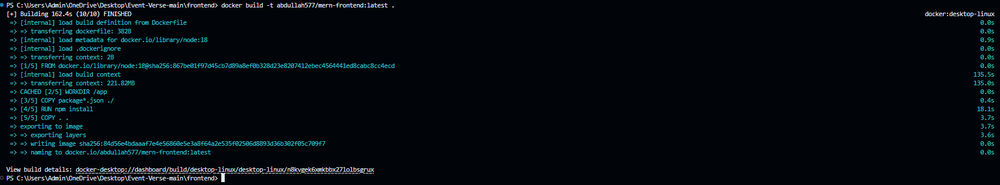 PS C:\Users\Admin\OneDrive\Desktop\Event-Verse-main\frontend> docker build -t abdullah577/mern-frontend:latest .
[+] Building 162.4s (10/10) FINISHED docker:desktop-linux
=> [internal] load build definition from Dockerfile 0.0s
=> => transferring dockerfile: 382B 0.0s
=> [internal] load metadata for docker.io/library/node:18 0.9s
=> [internal] load .dockerignore 0.0s
=> => transferring context: 2B 0.0s
=> [1/5] FROM docker.io/library/node:18@sha256:867be01f97d45cb7d89a8ef0b328d23e8207412ebec4564441ed8cabc8cc4ecd 0.0s
=> [internal] load build context 135.5s
=> => transferring context: 221.82MB 135.0s
=> CACHED [2/5] WORKDIR /app 0.0s
=> [3/5] COPY package*.json ./ 0.4s
=> [4/5] RUN npm install 18.1s
=> [5/5] COPY . . 3.7s
=> exporting to image 3.7s
=> => exporting layers 3.6s
=> => writing image sha256:84d56e4bdaaaf7e4e56860e5e3a8f64a2e535f02506d8893d36b302f05c709f7 0.0s
=> => naming to docker.io/abdullah577/mern-frontend:latest 0.0s
View build details: docker-desktop://dashboard/build/desktop-linux/desktop-linux/n8kvgek6xmkbbx27lolbsgrux
PS C:\Users\Admin\OneDrive\Desktop\Event-Verse-main\frontend>